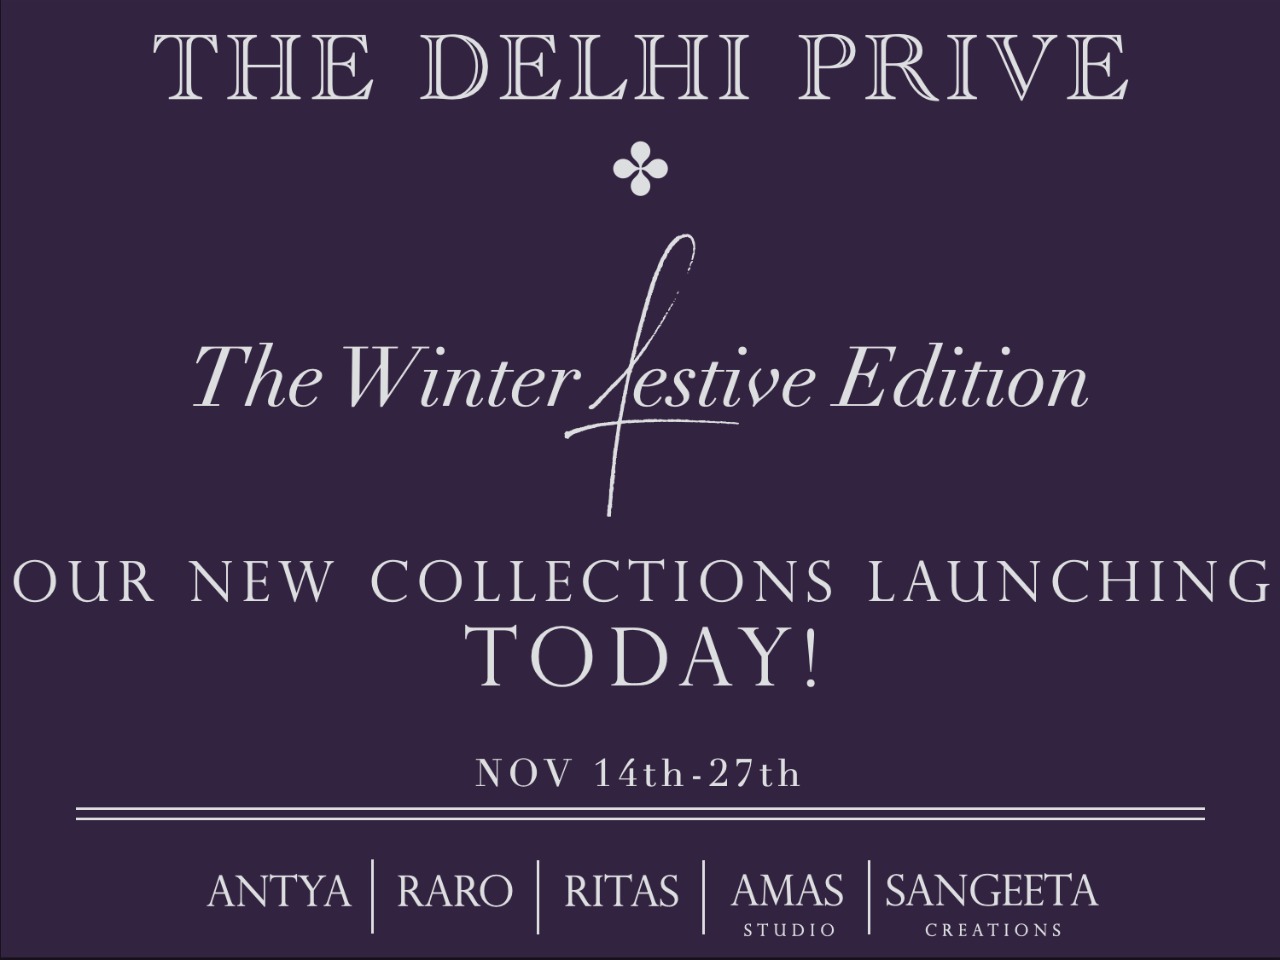 THE DELHI PRIVE
The Winter festive Edition
OUR NEW COLLECTIONS LAUNCHING
TODAY!
NOV 14th-27th
ANTYA | RARO | RITAS | AMAS STUDIO | SANGEETA CREATIONS